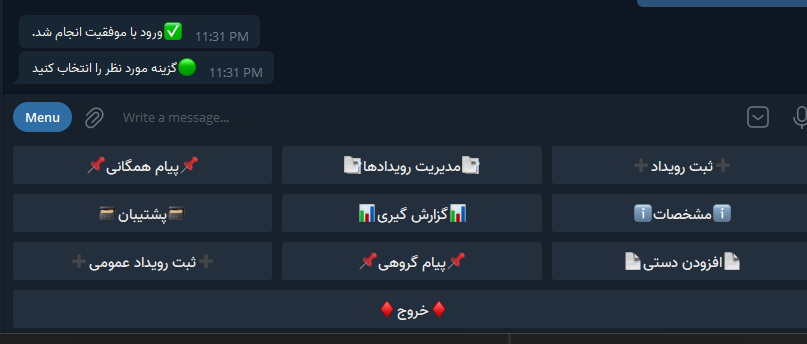 ✅ورود با موفقیت انجام شد. 11:31 PM
🟢گزینه مورد نظر را انتخاب کنید 11:31 PM
Menu Write a message...
➕ثبت رویداد➕ 📑مدیریت رویدادها📑 📌پیام همگانی📌
ℹ️مشخصات ℹ️ 📊گزارش گیری📊 🗃پشتیبان🗃
📄افزودن دستی📄 📌پیام گروهی📌 ➕ثبت رویداد عمومی➕
♦️خروج♦️